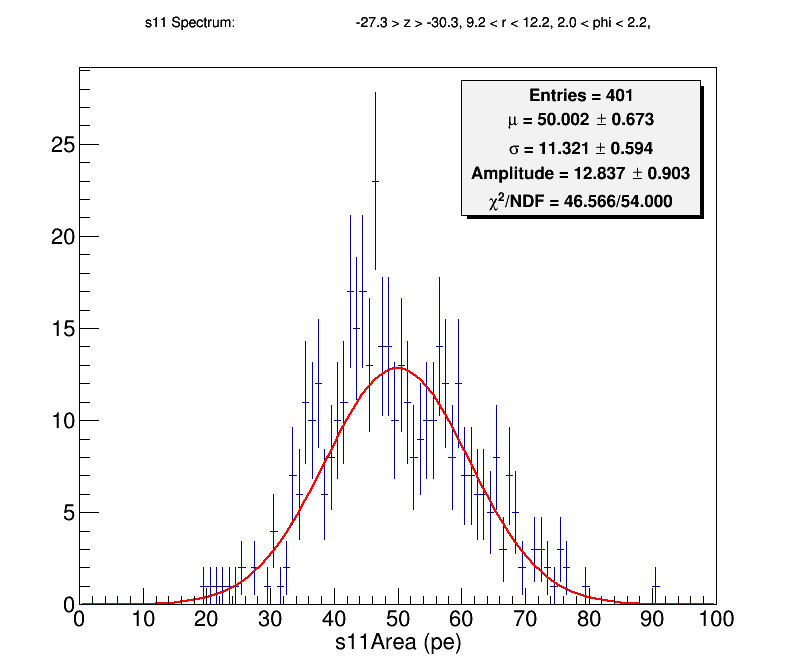 s11 Spectrum: -27.3 > z > -30.3, 9.2 < r < 12.2, 2.0 < phi < 2.2,
Entries = 401
μ = 50.002 ± 0.673
σ = 11.321 ± 0.594
Amplitude = 12.837 ± 0.903
χ²/NDF = 46.566/54.000
25
20
15
10
5
0
0 10 20 30 40 50 60 70 80 90 100
s11Area (pe)